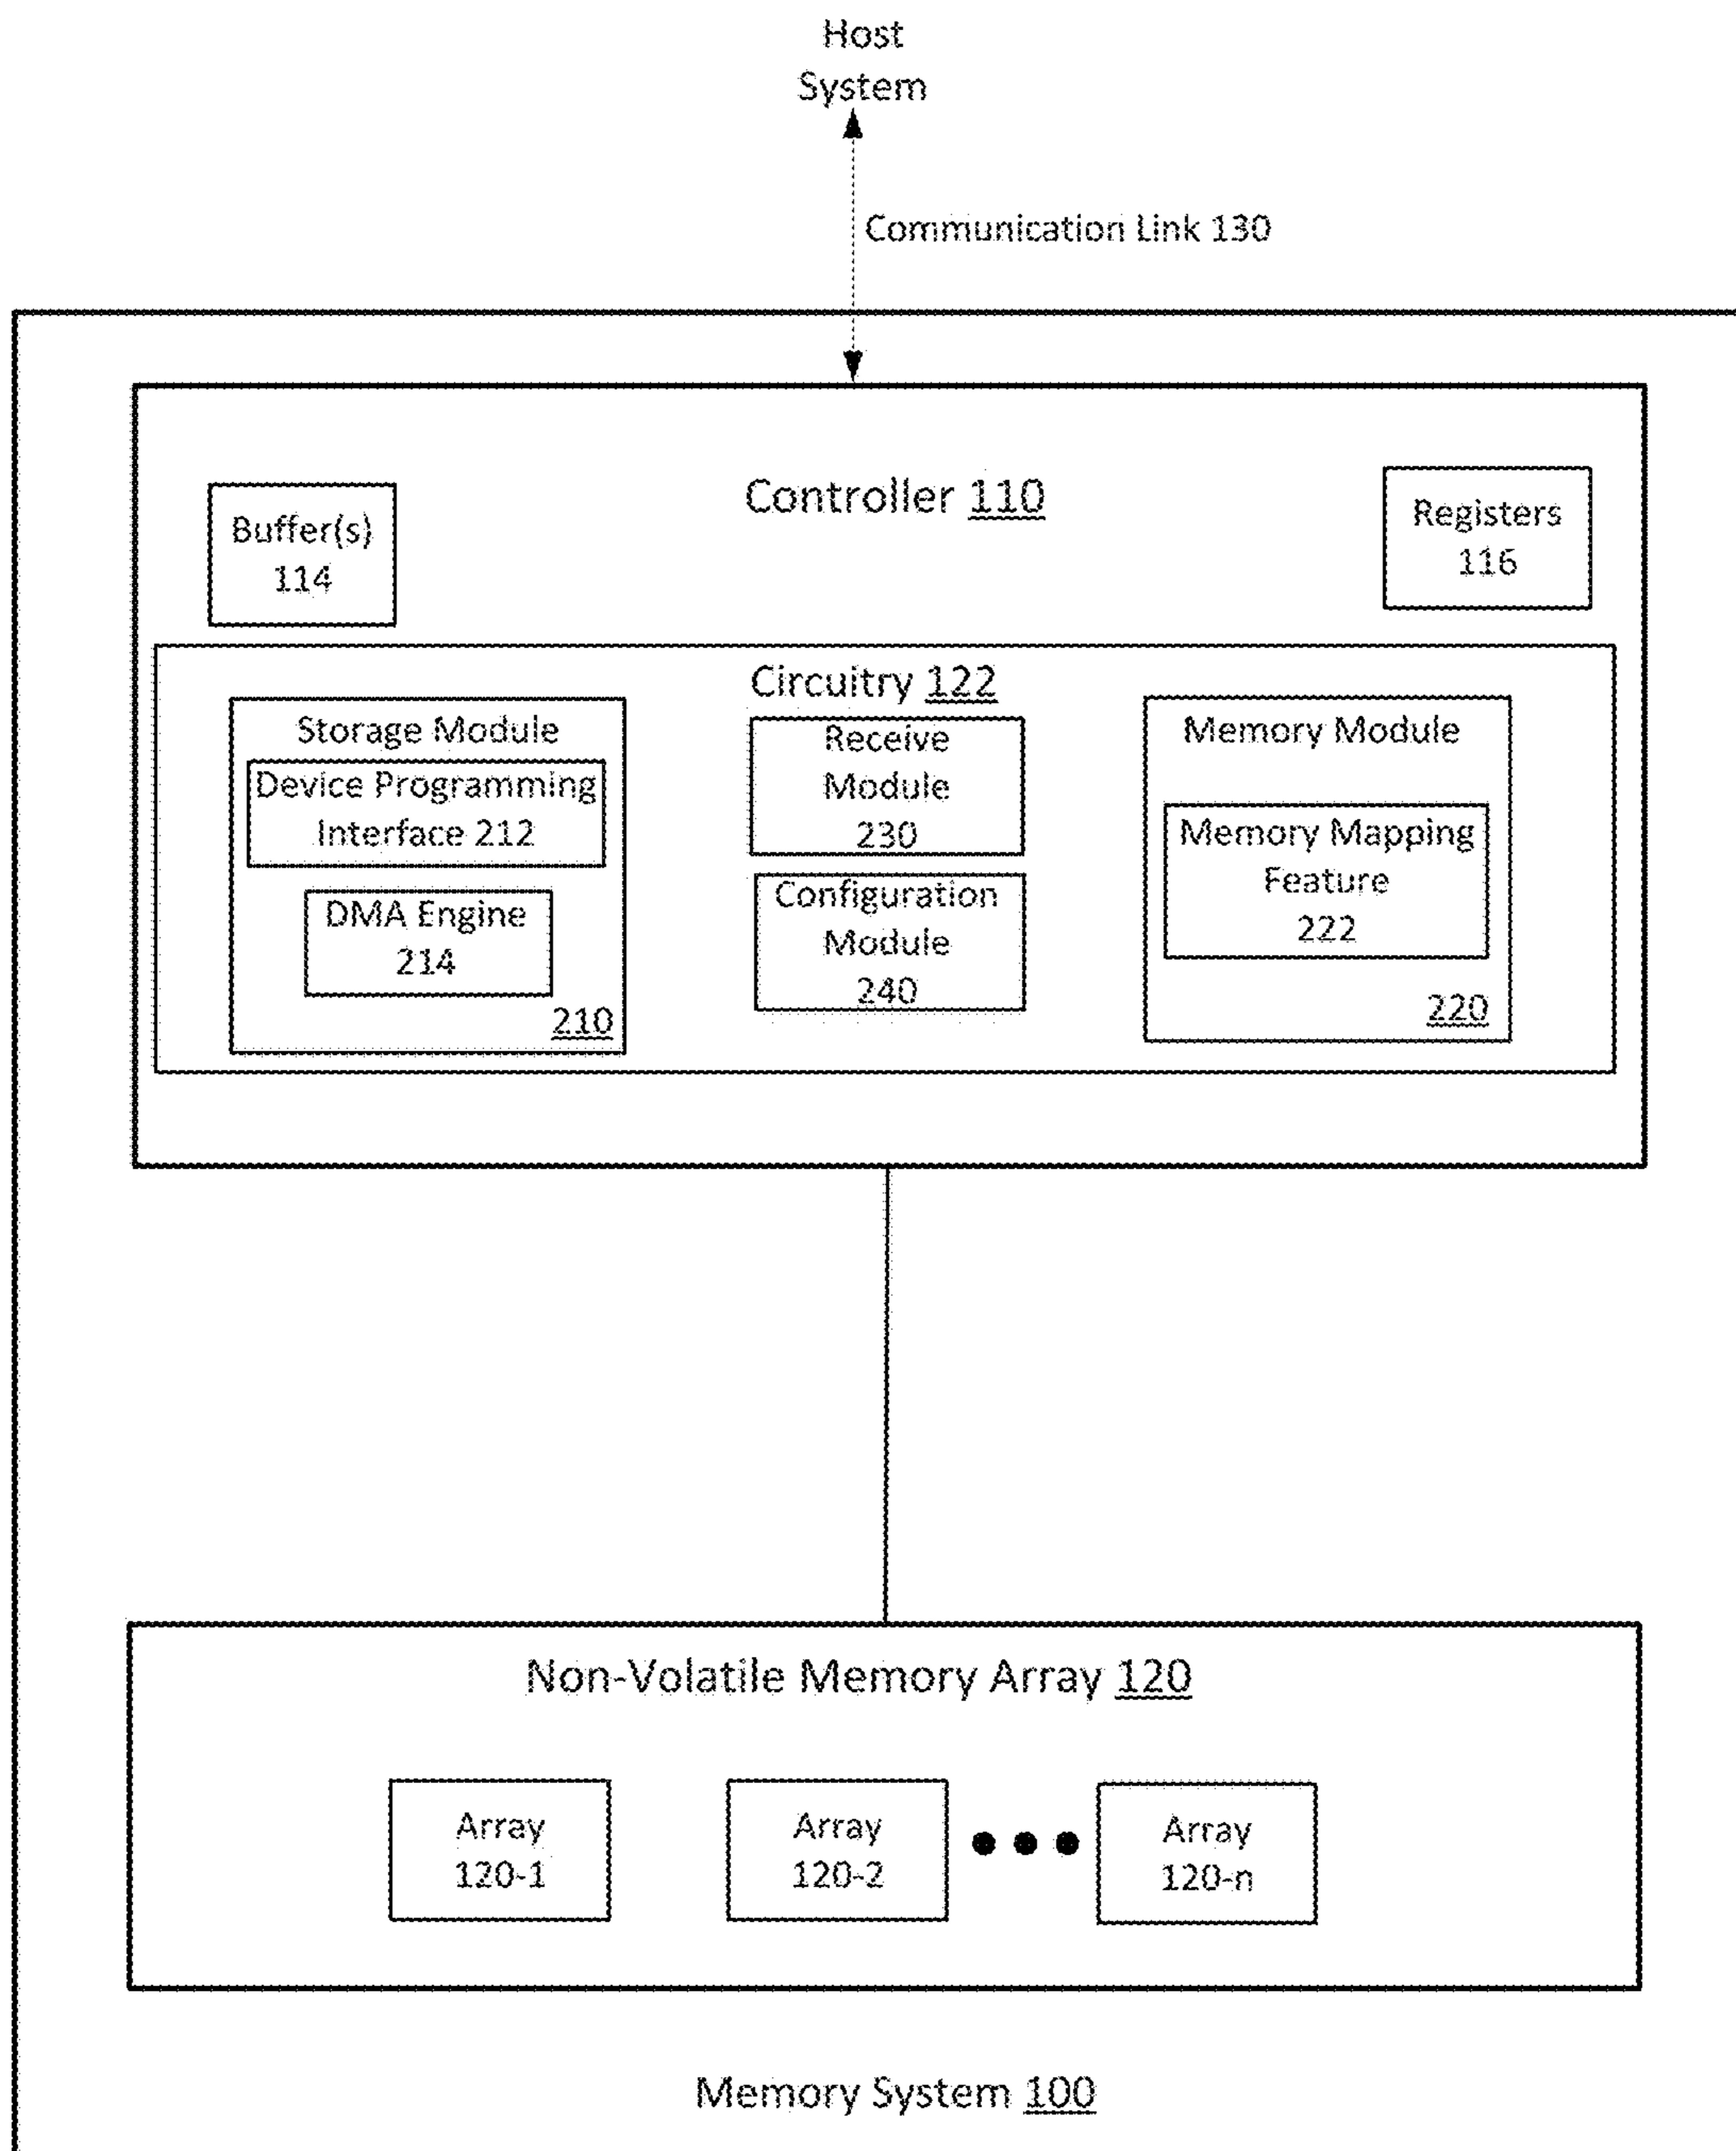 Host
System
Communication Link 130
Controller 110
Buffer(s)
114
Registers
116
Circuitry 122
Storage Module
Device Programming
Interface 212
DMA Engine
214
210
Receive
Module
230
Configuration
Module
240
Memory Module
Memory Mapping
Feature
222
220
Non-Volatile Memory Array 120
Array
120-1
Array
120-2
Array
120-n
Memory System 100